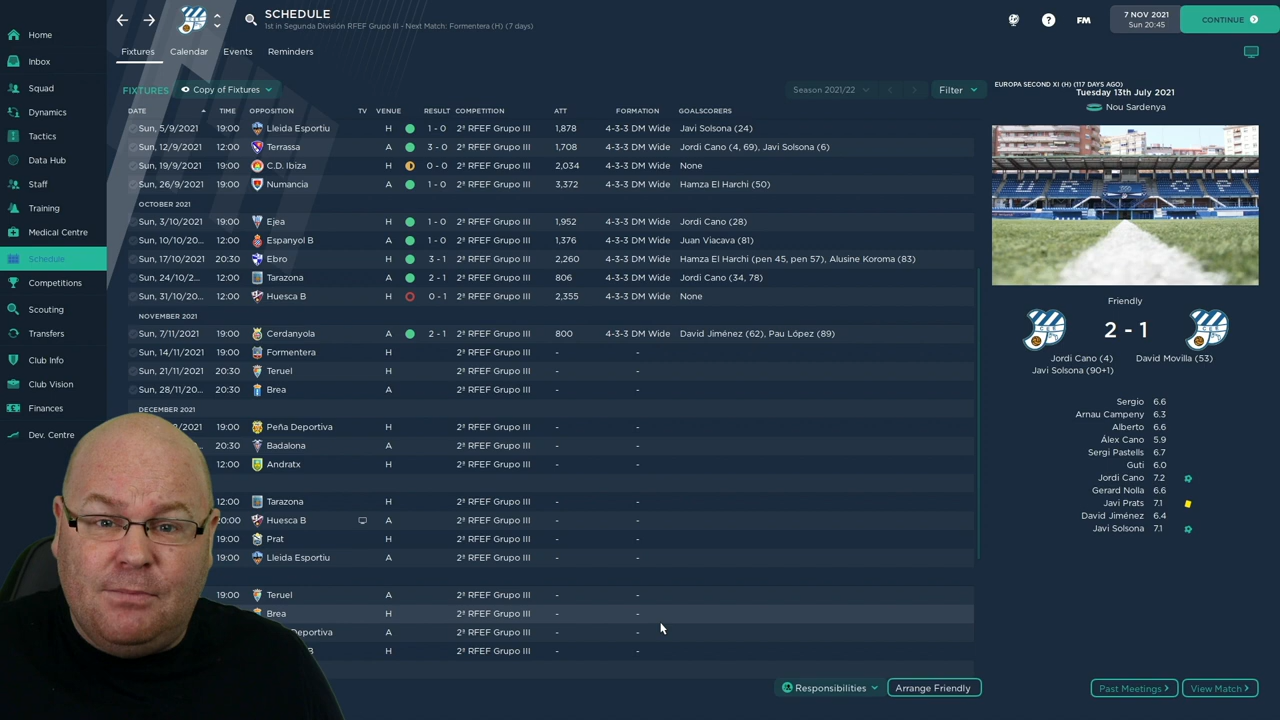 SCHEDULE
1st in Segunda División RFEF Grupo III - Next Match: Formentera (H) (7 days)
7 NOV 2021
Sun 20:45
CONTINUE
FM
Home
Inbox
Squad
Dynamics
Tactics
Data Hub
Staff
Training
Medical Centre
Schedule
Competitions
Scouting
Transfers
Club Info
Club Vision
Finances
Dev. Centre
Fixtures Calendar Events Reminders
FIXTURES Copy of Fixtures Season 2021/22 Filter
DATE TIME OPPOSITION TV VENUE RESULT COMPETITION ATT FORMATION GOALSCORERS
Sun, 5/9/2021 19:00 Lleida Esportiu H 1 - 0 2ª RFEF Grupo III 1,878 4-3-3 DM Wide Javi Solsona (24)
Sun, 12/9/2021 12:00 Terrassa A 3 - 0 2ª RFEF Grupo III 1,708 4-3-3 DM Wide Jordi Cano (4, 69), Javi Solsona (6)
Sun, 19/9/2021 19:00 C.D. Ibiza H 0 - 0 2ª RFEF Grupo III 2,034 4-3-3 DM Wide None
Sun, 26/9/2021 19:00 Numancia A 1 - 0 2ª RFEF Grupo III 3,372 4-3-3 DM Wide Hamza El Harchi (50)
OCTOBER 2021
Sun, 3/10/2021 19:00 Ejea H 1 - 0 2ª RFEF Grupo III 1,952 4-3-3 DM Wide Jordi Cano (28)
Sun, 10/10/20... 12:00 Espanyol B A 1 - 0 2ª RFEF Grupo III 1,376 4-3-3 DM Wide Juan Viacava (81)
Sun, 17/10/2021 20:30 Ebro H 3 - 1 2ª RFEF Grupo III 2,260 4-3-3 DM Wide Hamza El Harchi (pen 45, pen 57), Alusine Koroma (83)
Sun, 24/10/2... 12:00 Tarazona A 2 - 1 2ª RFEF Grupo III 806 4-3-3 DM Wide Jordi Cano (34, 78)
Sun, 31/10/20... 12:00 Huesca B H 0 - 1 2ª RFEF Grupo III 2,355 4-3-3 DM Wide None
NOVEMBER 2021
Sun, 7/11/2021 19:00 Cerdanyola A 2 - 1 2ª RFEF Grupo III 800 4-3-3 DM Wide David Jiménez (62), Pau López (89)
Sun, 14/11/2021 19:00 Formentera H 2ª RFEF Grupo III - -
Sun, 21/11/2021 20:30 Teruel H 2ª RFEF Grupo III - -
Sun, 28/11/20... 20:30 Brea A 2ª RFEF Grupo III - -
DECEMBER 2021
/2021 19:00 Peña Deportiva H 2ª RFEF Grupo III - -
20:30 Badalona A 2ª RFEF Grupo III - -
12:00 Andratx H 2ª RFEF Grupo III - -
12:00 Tarazona H 2ª RFEF Grupo III - -
20:00 Huesca B A 2ª RFEF Grupo III - -
19:00 Prat H 2ª RFEF Grupo III - -
19:00 Lleida Esportiu A 2ª RFEF Grupo III - -
19:00 Teruel A 2ª RFEF Grupo III - -
Brea H 2ª RFEF Grupo III - -
Deportiva A 2ª RFEF Grupo III - -
B H 2ª RFEF Grupo III - -
Responsibilities Arrange Friendly
EUROPA SECOND XI (H) (117 DAYS AGO)
Tuesday 13th July 2021
Nou Sardenya
Friendly
2 - 1
Jordi Cano (4) David Movilla (53)
Javi Solsona (90+1)
Sergio 6.6
Arnau Campeny 6.3
Alberto 6.6
Álex Cano 5.9
Sergi Pastells 6.7
Guti 6.0
Jordi Cano 7.2
Gerard Nolla 6.6
Javi Prats 7.1
David Jiménez 6.4
Javi Solsona 7.1
Past Meetings View Match